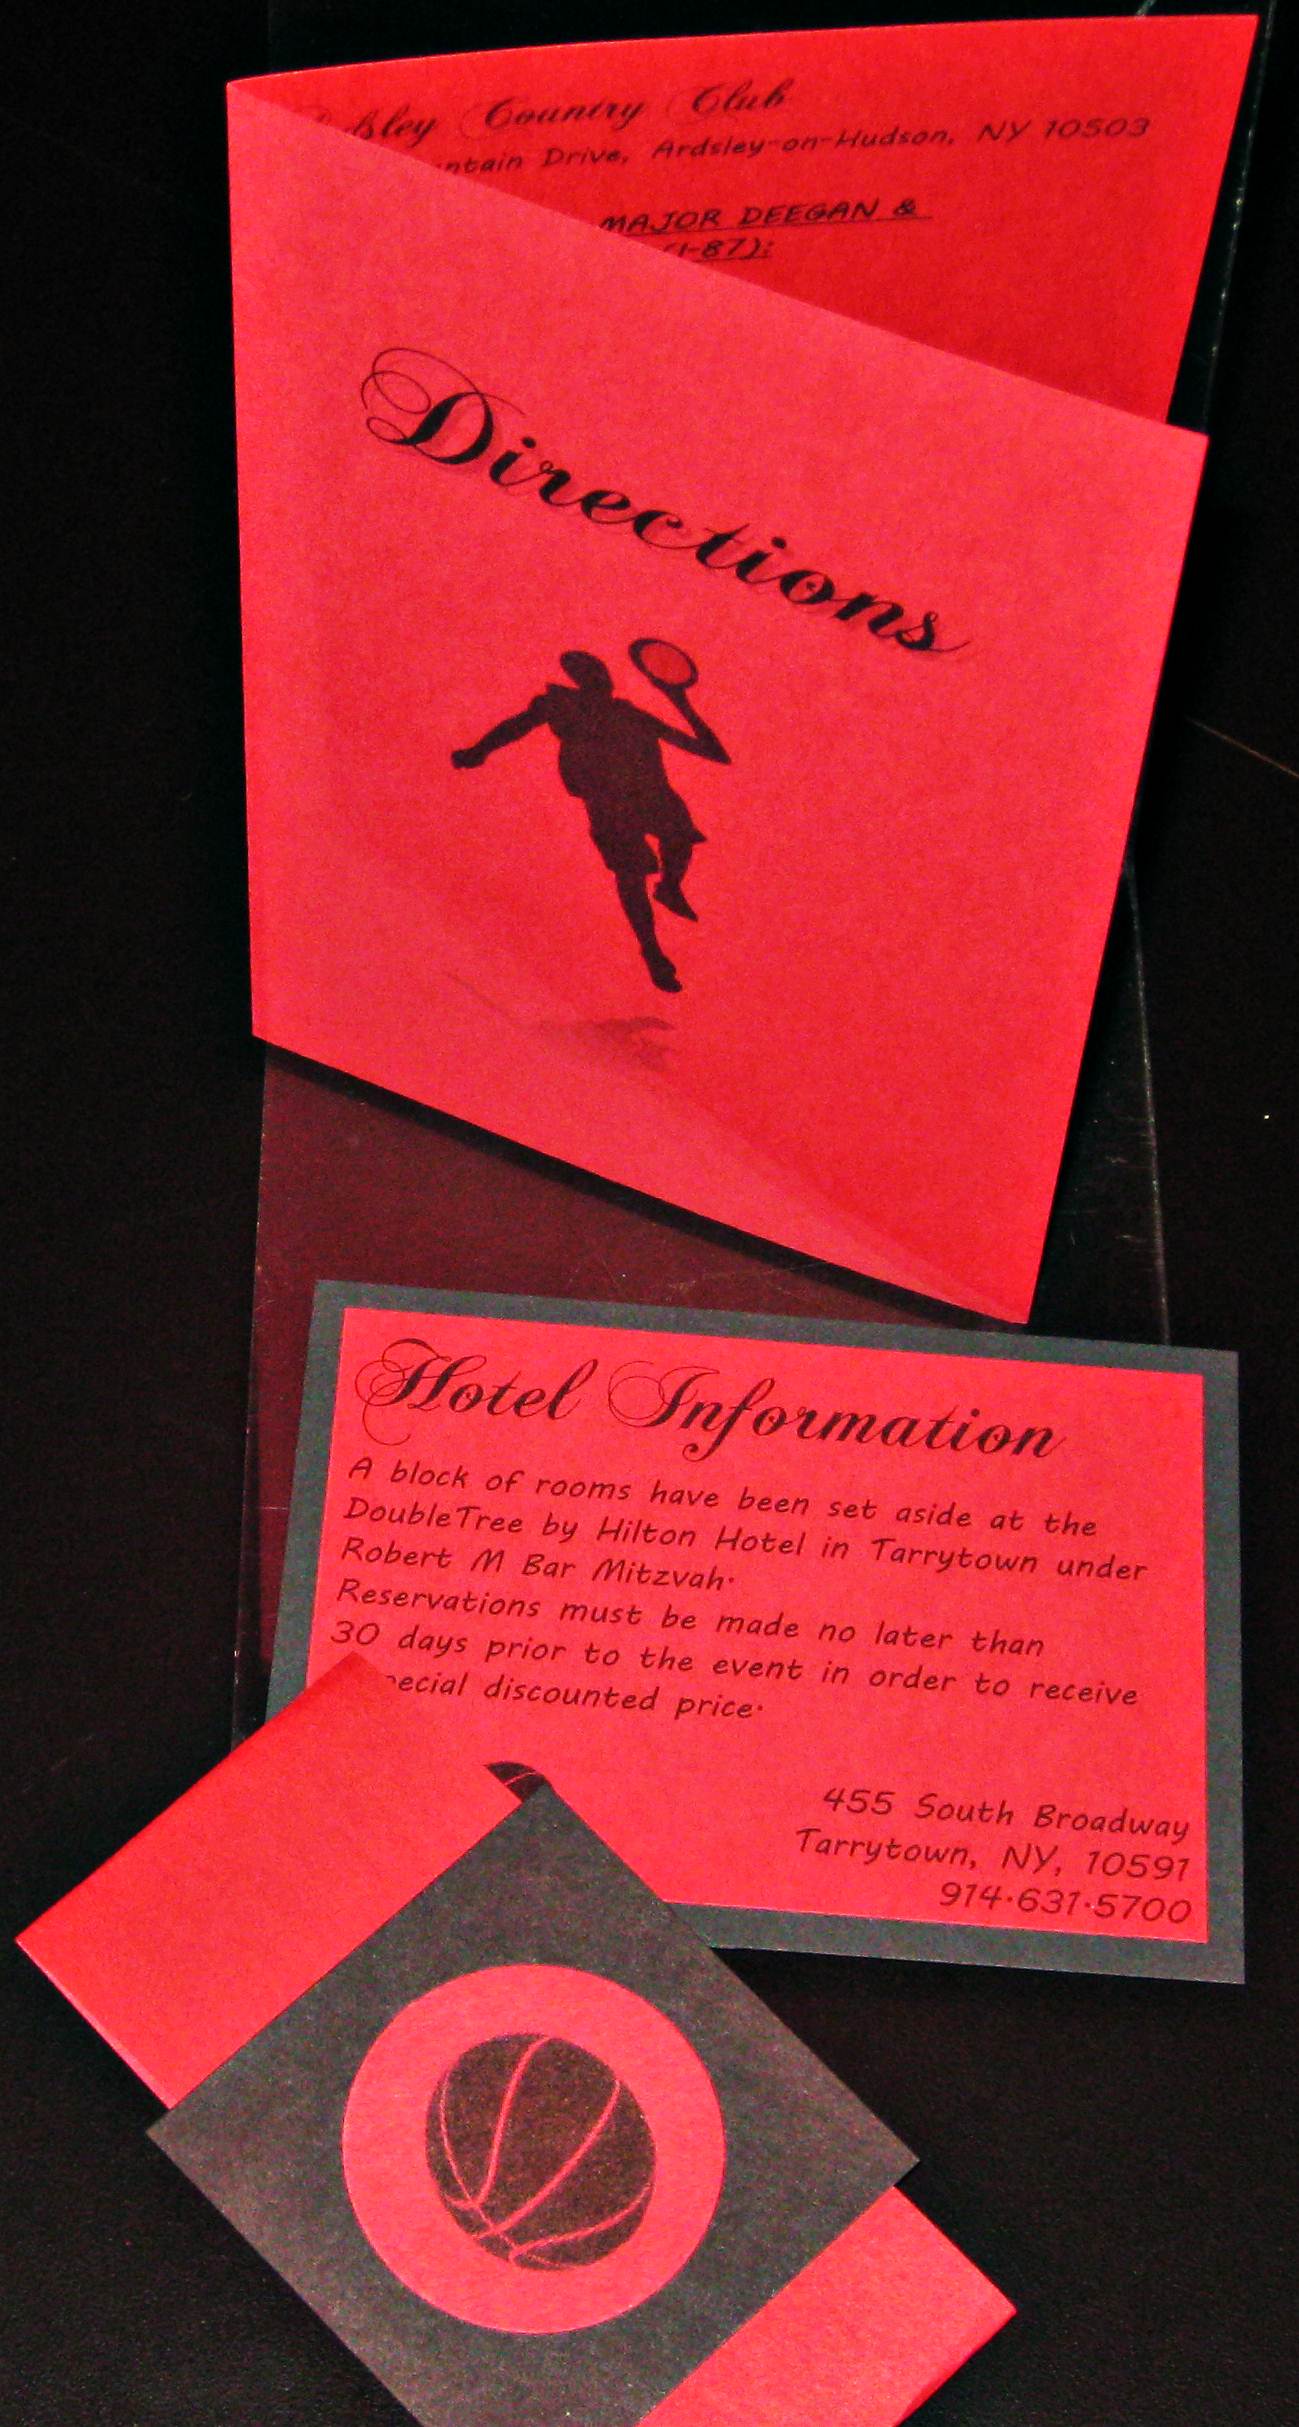 Country Club
Drive, Ardsley-on-Hudson, NY 10503
MAJOR DEEGAN &
(I-87):
Directions
Hotel Information
A block of rooms have been set aside at the
DoubleTree by Hilton Hotel in Tarrytown under
Robert M Bar Mitzvah.
Reservations must be made no later than
30 days prior to the event in order to receive
discounted price.
455 South Broadway
Tarrytown, NY, 10591
914·631·5700